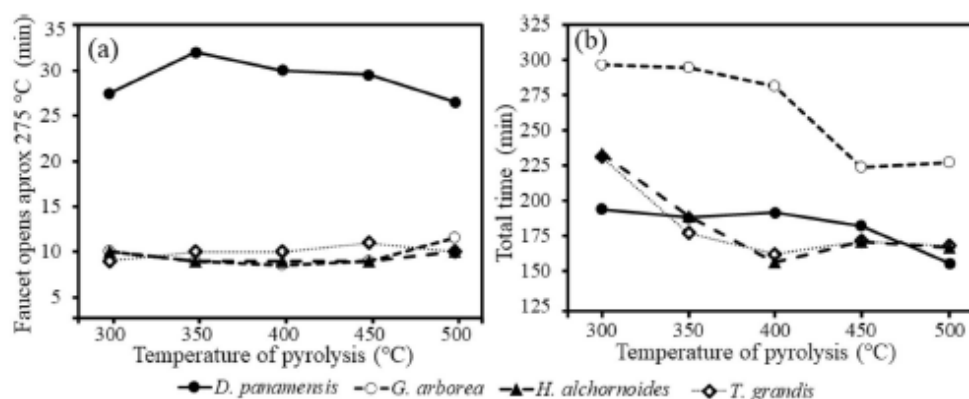 (a)
Faucet opens aprox 275 °C (min)
35
30
25
20
15
10
5
300 350 400 450 500
Temperature of pyrolysis (°C)
(b)
Total time (min)
325
300
275
250
225
200
175
150
125
300 350 400 450 500
Temperature of pyrolysis (°C)
D. panamensis G. arborea H. alchornoides T. grandis